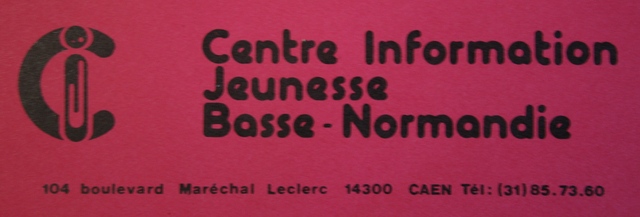 Centre Information
Jeunesse
Basse-Normandie
104 boulevard Maréchal Leclerc 14300 CAEN Tél: (31) 85.73.60